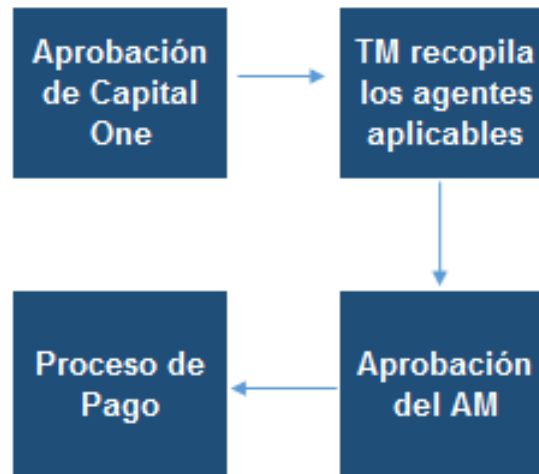 Aprobación
de Capital
One
TM recopila
los agentes
aplicables
Aprobación
del AM
Proceso de
Pago